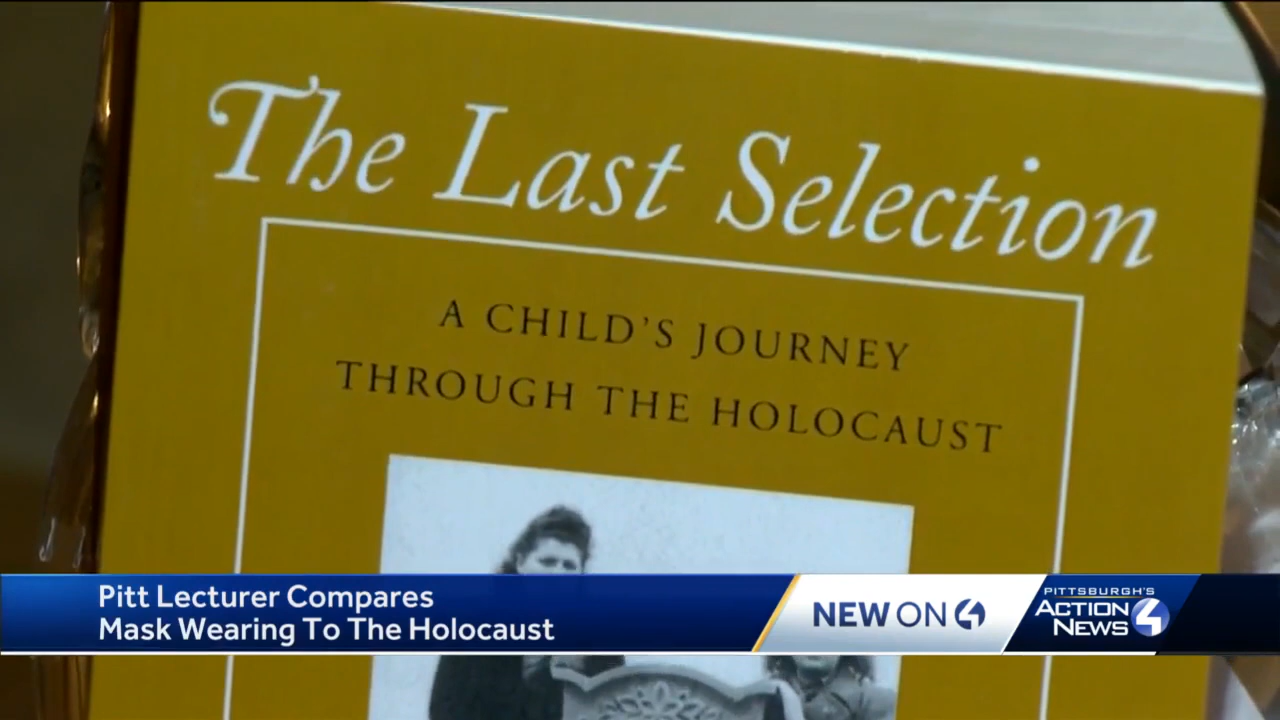 The Last Selection
A CHILD'S JOURNEY
THROUGH THE HOLOCAUST
Pitt Lecturer Compares
Mask Wearing To The Holocaust
NEW ON 4
PITTSBURGH'S
ACTION
NEWS 4